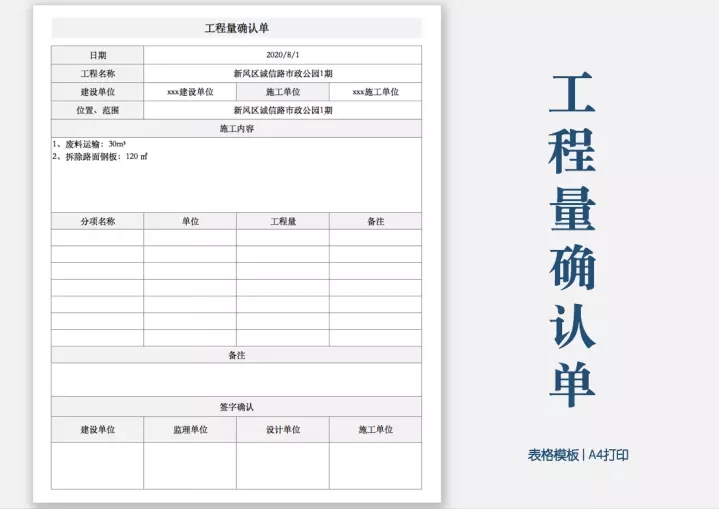 工程量确认单
日期 2020/8/1
工程名称 新风区诚信路市政公园1期
建设单位 xxx建设单位 施工单位 xxx施工单位
位置、范围 新风区诚信路市政公园1期
施工内容
1、废料运输：30m³
2、拆除路面钢板：120 ㎡
分项名称 单位 工程量 备注
备注
签字确认
建设单位 监理单位 设计单位 施工单位
工程量确认单
表格模板 | A4打印